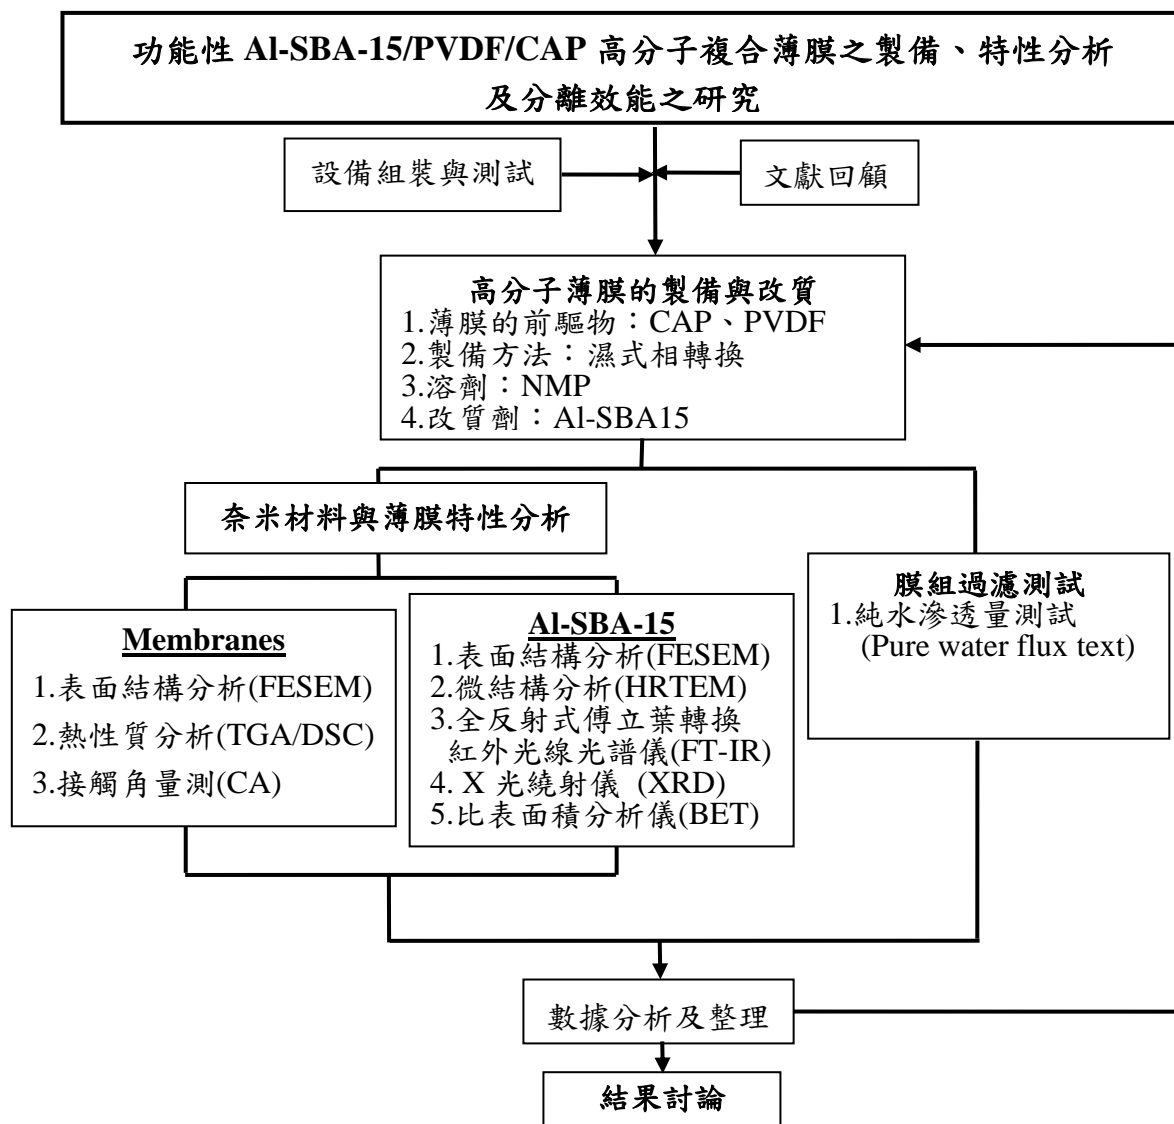 功能性 Al-SBA-15/PVDF/CAP 高分子複合薄膜之製備、特性分析
及分離效能之研究
設備組裝與測試
文獻回顧
高分子薄膜的製備與改質
1.薄膜的前驅物：CAP、PVDF
2.製備方法：濕式相轉換
3.溶劑：NMP
4.改質劑：Al-SBA15
奈米材料與薄膜特性分析
Membranes
1.表面結構分析(FESEM)
2.熱性質分析(TGA/DSC)
3.接觸角量測(CA)
Al-SBA-15
1.表面結構分析(FESEM)
2.微結構分析(HRTEM)
3.全反射式傅立葉轉換
紅外光線光譜儀(FT-IR)
4. X 光繞射儀 (XRD)
5.比表面積分析儀(BET)
膜組過濾測試
1.純水滲透量測試
(Pure water flux text)
數據分析及整理
結果討論